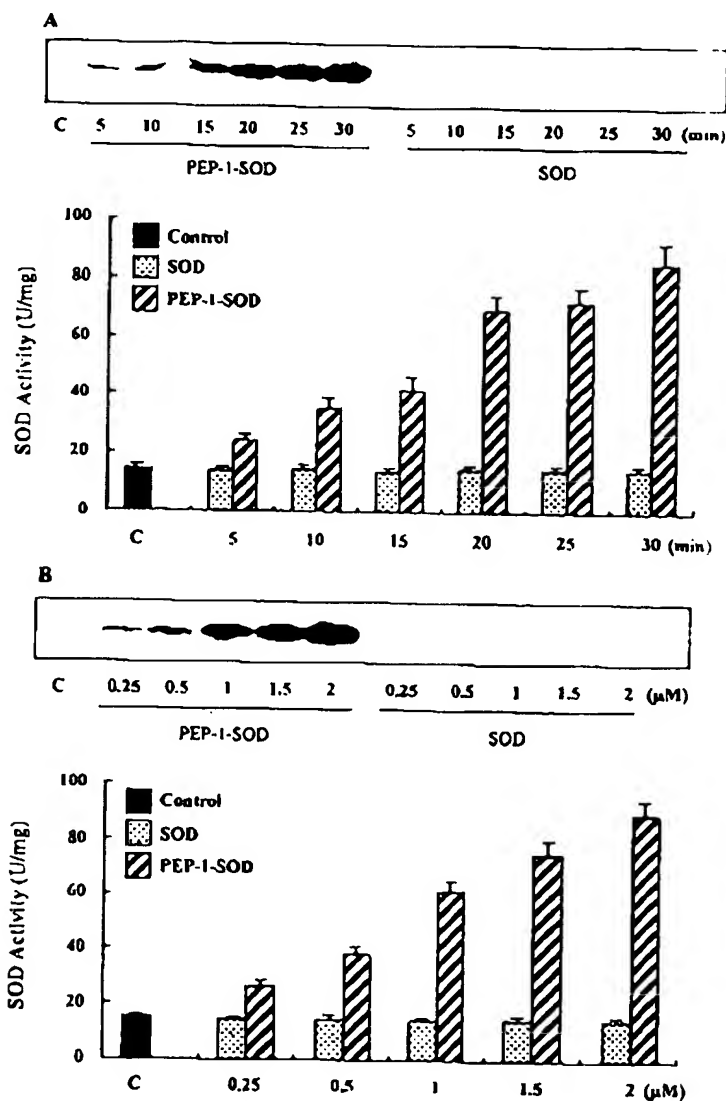 A
C 5 10 15 20 25 30 5 10 15 20 25 30 (min)
PEP-1-SOD SOD
100
80
60
40
20
0
SOD Activity (U/mg)
Control
SOD
PEP-1-SOD
C 5 10 15 20 25 30 (min)
B
C 0.25 0.5 1 1.5 2 0.25 0.5 1 1.5 2 (μM)
PEP-1-SOD SOD
100
80
60
40
20
0
SOD Activity (U/mg)
Control
SOD
PEP-1-SOD
C 0.25 0.5 1 1.5 2 (μM)